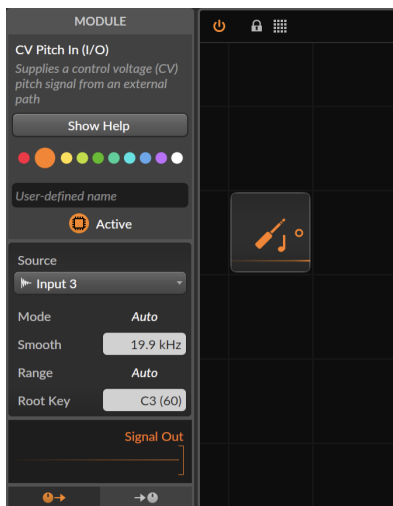 MODULE
CV Pitch In (I/O)
Supplies a control voltage (CV)
pitch signal from an external
path
Show Help
User-defined name
Active
Source
Input 3
Mode Auto
Smooth 19.9 kHz
Range Auto
Root Key C3 (60)
Signal Out